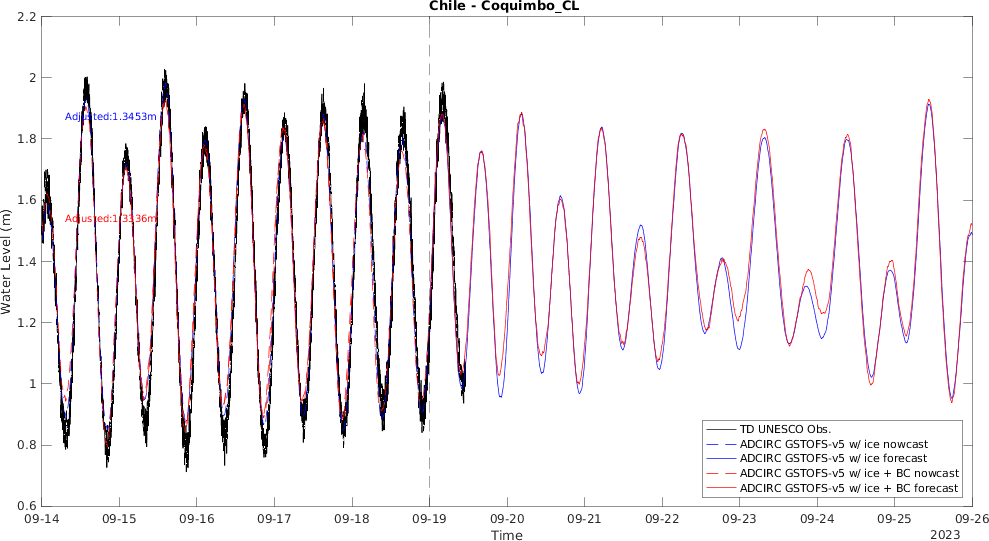 Chile - Coquimbo_CL
2.2
2
1.8
1.6
1.4
1.2
1
0.8
0.6
Water Level (m)
Adjusted:1.3453m
Adjusted:1.3336m
TD UNESCO Obs.
ADCIRC GSTOFS-v5 w/ ice nowcast
ADCIRC GSTOFS-v5 w/ ice forecast
ADCIRC GSTOFS-v5 w/ ice + BC nowcast
ADCIRC GSTOFS-v5 w/ ice + BC forecast
09-14 09-15 09-16 09-17 09-18 09-19 09-20 09-21 09-22 09-23 09-24 09-25 09-26
Time
2023